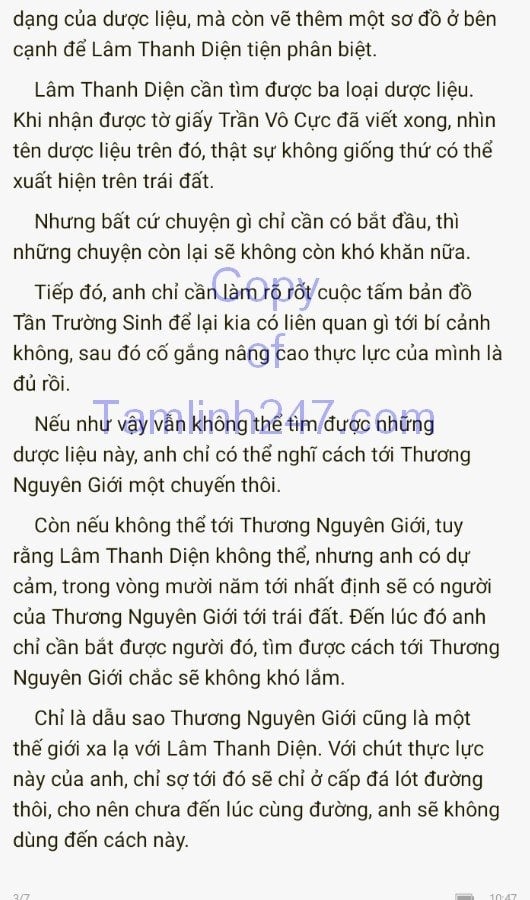 dạng của dược liệu, mà còn vẽ thêm một sơ đồ ở bên
cạnh để Lâm Thanh Diện tiện phân biệt.
Lâm Thanh Diện cần tìm được ba loại dược liệu.
Khi nhận được tờ giấy Trần Vô Cực đã viết xong, nhìn
tên dược liệu trên đó, thật sự không giống thứ có thể
xuất hiện trên trái đất.
Nhưng bất cứ chuyện gì chỉ cần có bắt đầu, thì
những chuyện còn lại sẽ không còn khó khăn nữa.
Tiếp đó, anh chỉ cần làm rõ rốt cuộc tấm bản đồ
Tần Trường Sinh để lại kia có liên quan gì tới bí cảnh
không, sau đó cố gắng nâng cao thực lực của mình là
đủ rồi.
Nếu như vậy vẫn không thể tìm được những
dược liệu này, anh chỉ có thể nghĩ cách tới Thương
Nguyên Giới một chuyến thôi.
Còn nếu không thể tới Thương Nguyên Giới, tuy
rằng Lâm Thanh Diện không thể, nhưng anh có dự
cảm, trong vòng mười năm tới nhất định sẽ có người
của Thương Nguyên Giới tới trái đất. Đến lúc đó anh
chỉ cần bắt được người đó, tìm được cách tới Thương
Nguyên Giới chắc sẽ không khó lắm.
Chỉ là dẫu sao Thương Nguyên Giới cũng là một
thế giới xa lạ với Lâm Thanh Diện. Với chút thực lực
này của anh, chỉ sợ tới đó sẽ chỉ ở cấp đá lót đường
thôi, cho nên chưa đến lúc cùng đường, anh sẽ không
dùng đến cách này.
Copy
of
Tamlinh247.com
3/7
10:47